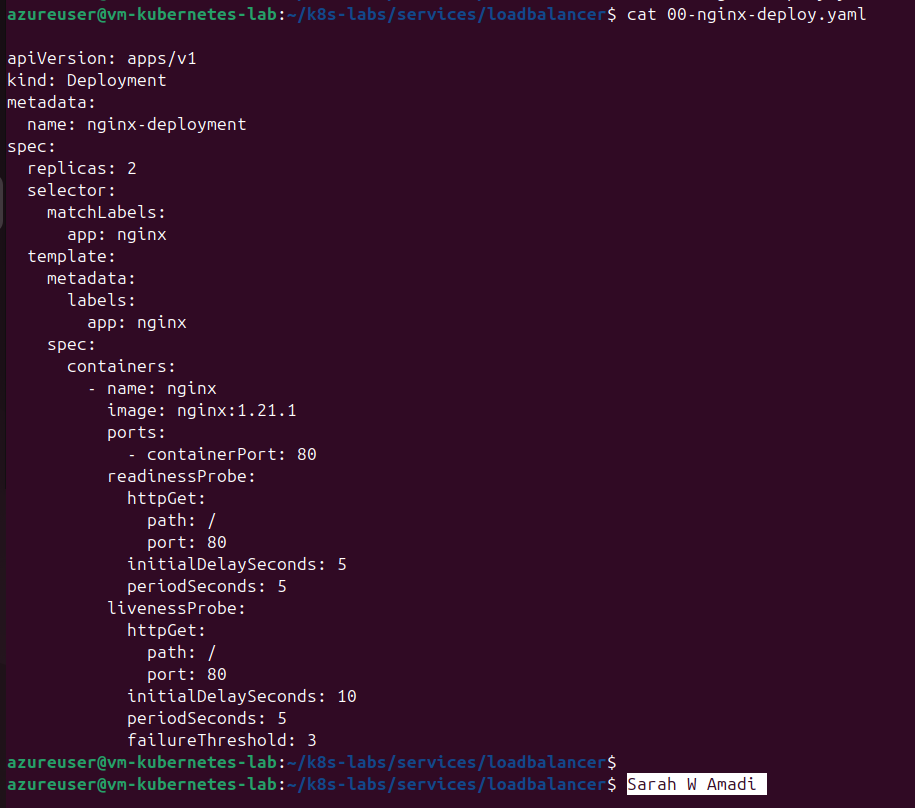 azureuser@vm-kubernetes-lab:~/k8s-labs/services/loadbalancer$ cat 00-nginx-deploy.yaml
apiVersion: apps/v1
kind: Deployment
metadata:
  name: nginx-deployment
spec:
  replicas: 2
  selector:
    matchLabels:
      app: nginx
  template:
    metadata:
      labels:
        app: nginx
    spec:
      containers:
        - name: nginx
          image: nginx:1.21.1
          ports:
            - containerPort: 80
          readinessProbe:
            httpGet:
              path: /
              port: 80
            initialDelaySeconds: 5
            periodSeconds: 5
          livenessProbe:
            httpGet:
              path: /
              port: 80
            initialDelaySeconds: 10
            periodSeconds: 5
            failureThreshold: 3
azureuser@vm-kubernetes-lab:~/k8s-labs/services/loadbalancer$
azureuser@vm-kubernetes-lab:~/k8s-labs/services/loadbalancer$ Sarah W Amadi